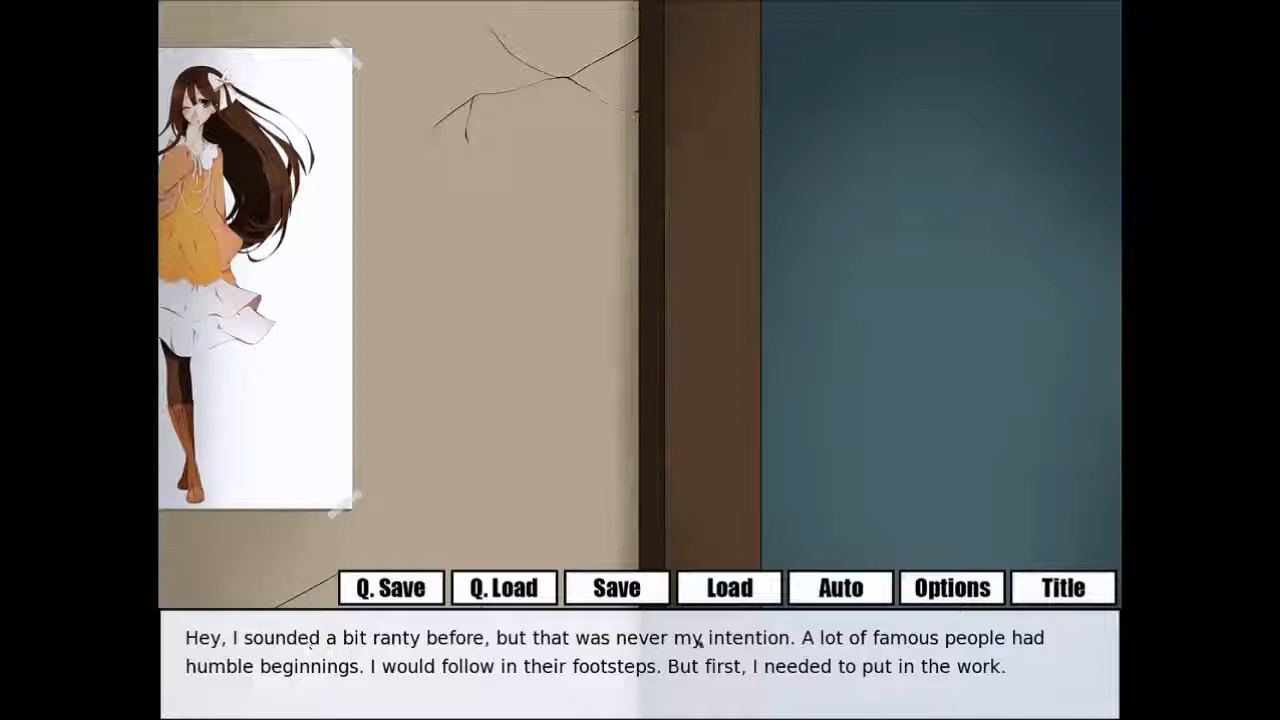 Q. Save Q. Load Save Load Auto Options Title
Hey, I sounded a bit ranty before, but that was never my intention. A lot of famous people had
humble beginnings. I would follow in their footsteps. But first, I needed to put in the work.